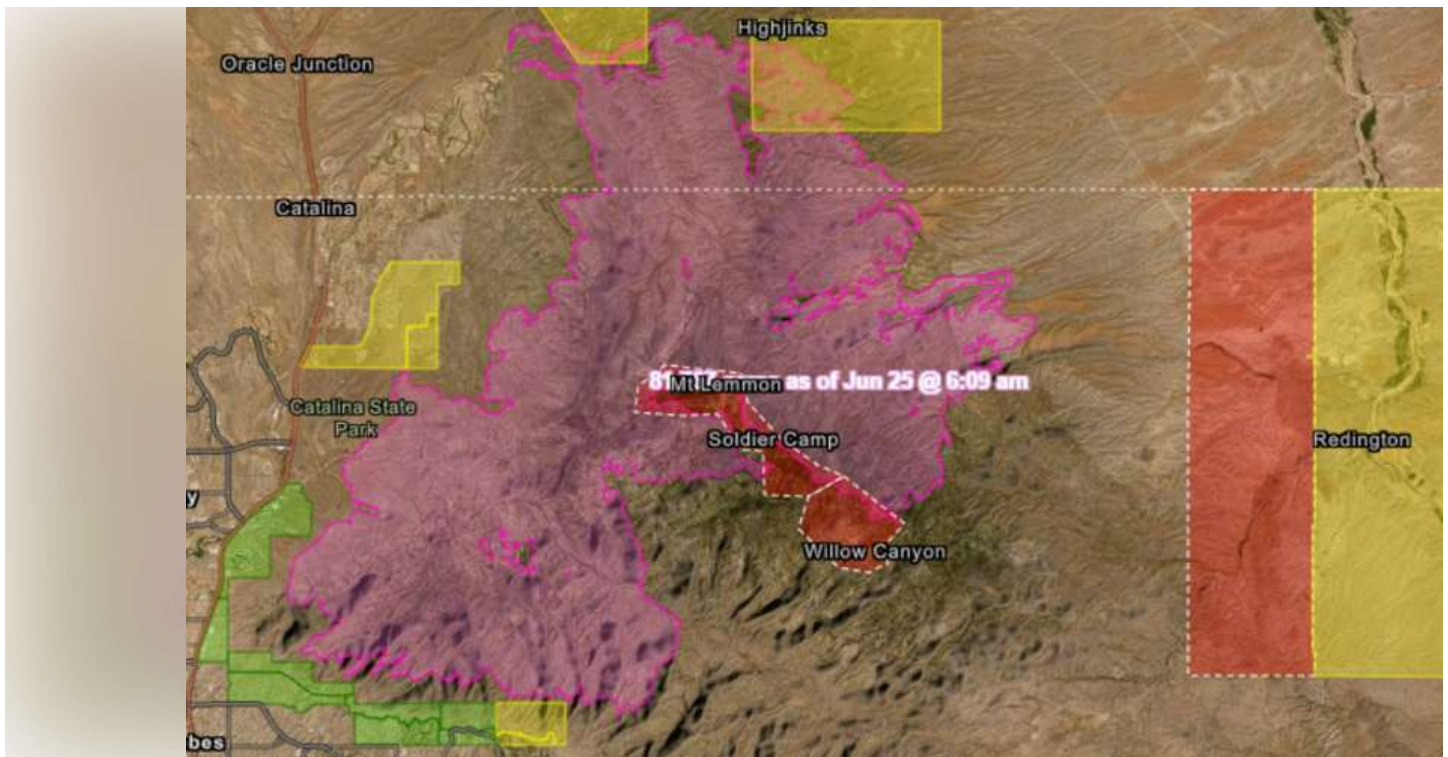 Highjinks
Oracle Junction
Catalina
Mt Lemmon as of Jun 25 @ 6:09 am
Catalina State
Park
Soldier Camp
Redington
y
Willow Canyon
bes